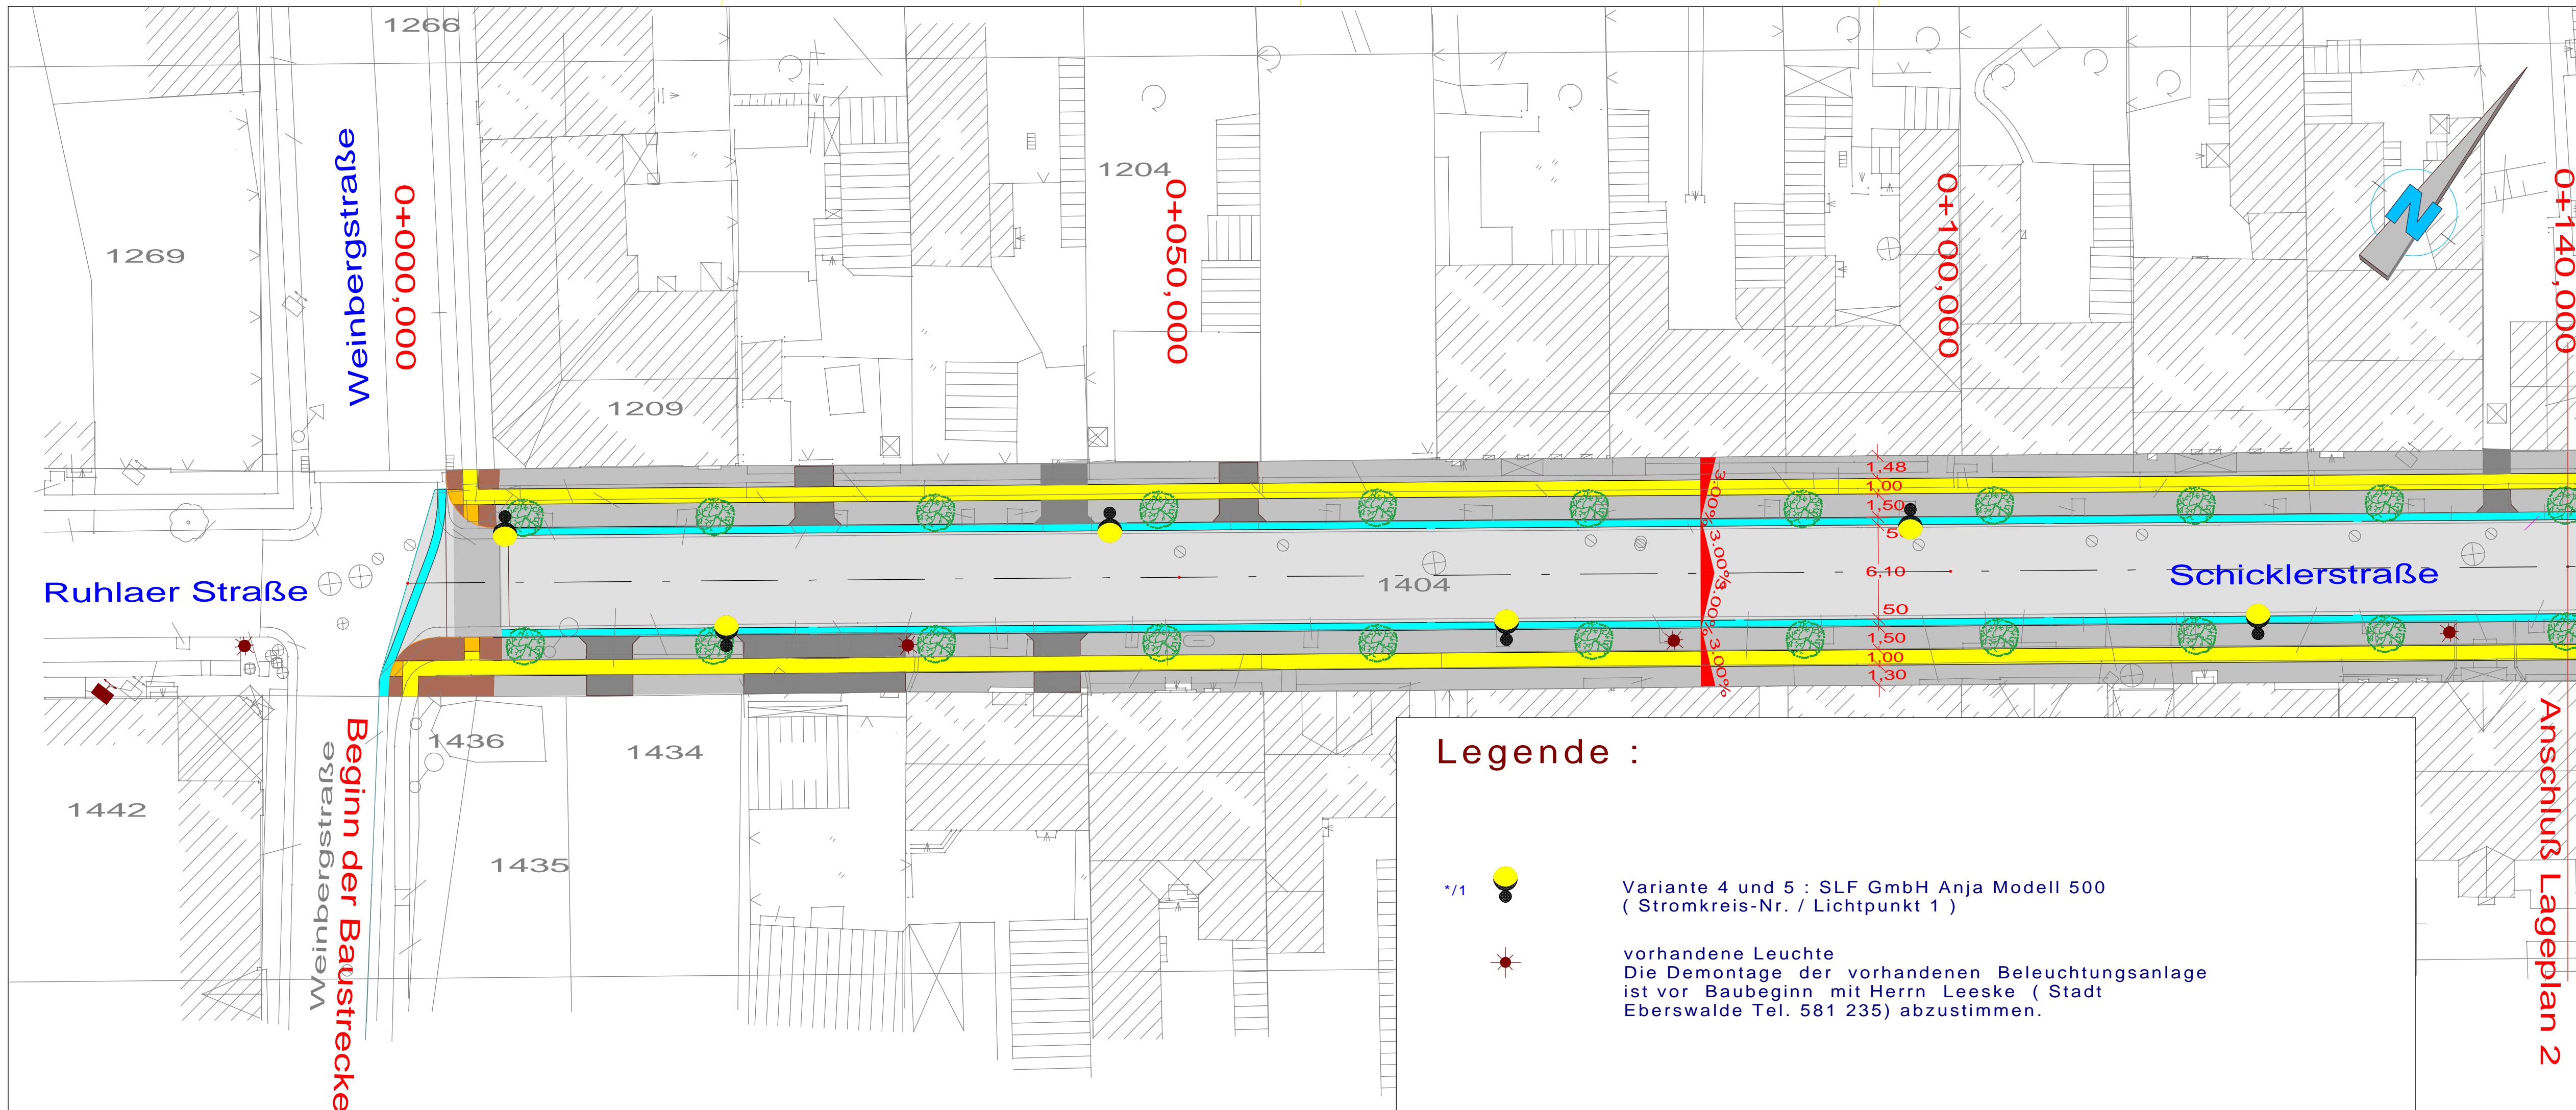 1266
Weinbergstraße
0+000,000
1269
1204
0+050,000
0+100,000
N
0+140,000
1209
1,48
1,00
1,50
5
6,10
50
1,50
1,00
1,30
3.00%
3.00%
3.00%
3.00%
Ruhlaer Straße
1404
Schicklerstraße
Weinbergstraße
Beginn der Baustrecke
1436
1434
1435
1442
Anschluß Lageplan 2
Legende :
*/1
Variante 4 und 5 : SLF GmbH Anja Modell 500
( Stromkreis-Nr. / Lichtpunkt 1 )
vorhandene Leuchte
Die Demontage der vorhandenen Beleuchtungsanlage
ist vor Baubeginn mit Herrn Leeske ( Stadt
Eberswalde Tel. 581 235) abzustimmen.